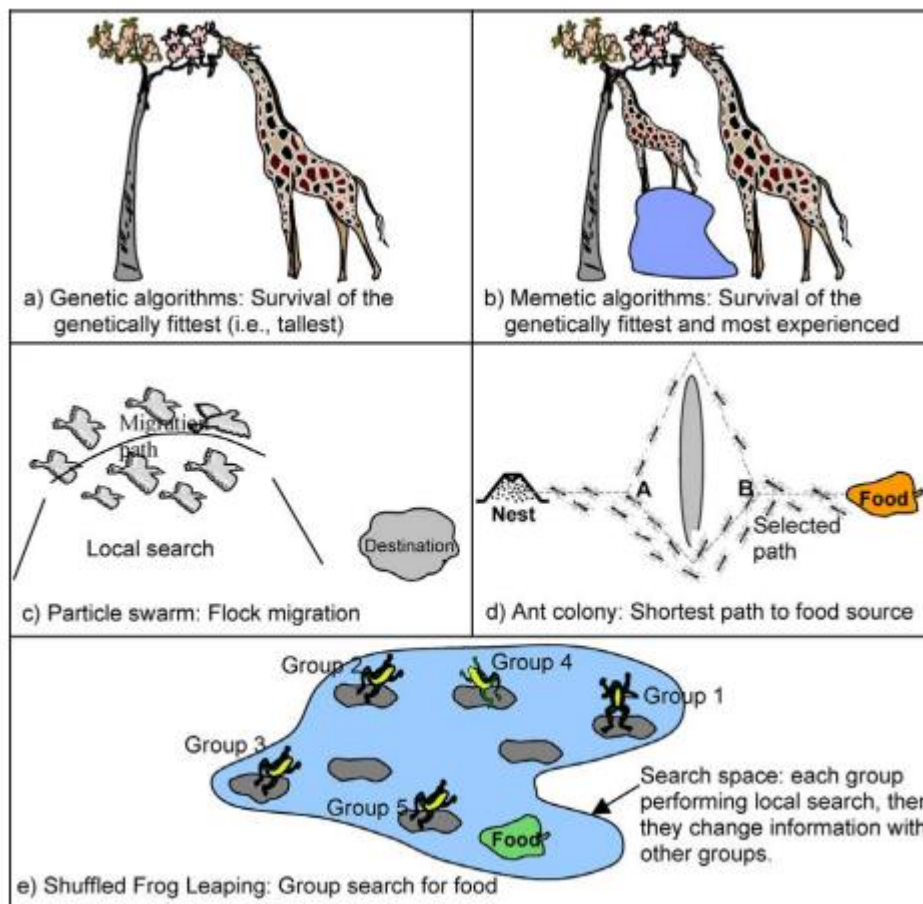 a) Genetic algorithms: Survival of the
genetically fittest (i.e., tallest)
b) Memetic algorithms: Survival of the
genetically fittest and most experienced
Migration
path
Local search
Destination
c) Particle swarm: Flock migration
A
B
Nest
Food
Selected
path
d) Ant colony: Shortest path to food source
Group 2
Group 4
Group 1
Group 3
Group 5
Food
Search space: each group
performing local search, then
they change information with
other groups.
e) Shuffled Frog Leaping: Group search for food